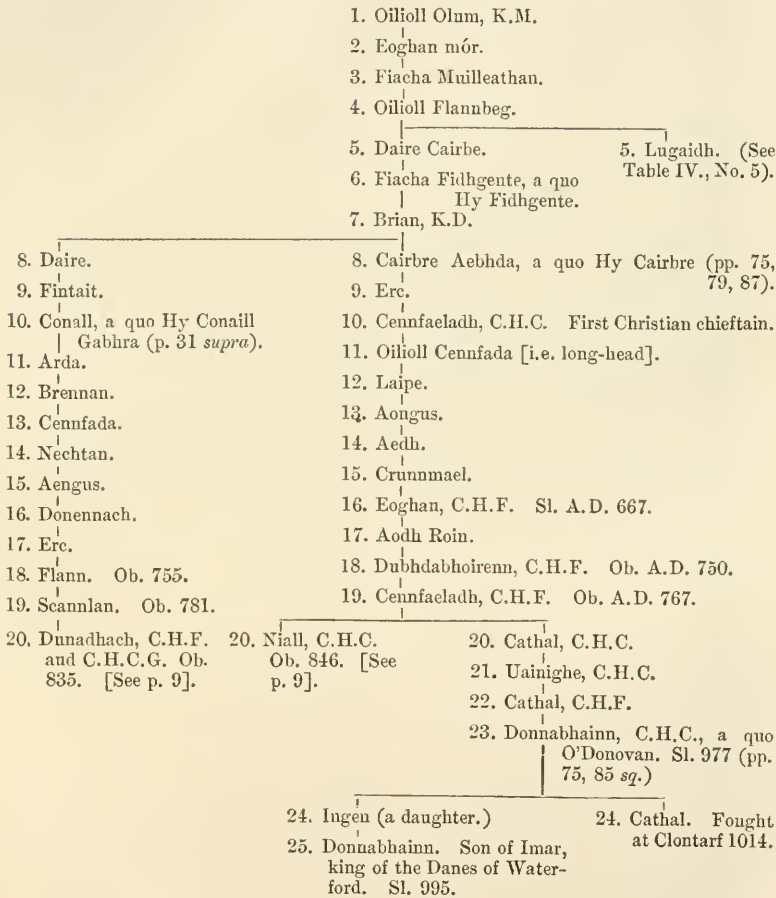 1. Oilioll Olum, K.M.
2. Eoghan mór.
3. Fiacha Muilleathan.
4. Oilioll Flannbeg.
5. Daire Cairbe.
5. Lugaidh. (See
Table IV., No. 5).
6. Fiacha Fidhgente, a quo
Hy Fidhgente.
7. Brian, K.D.
8. Daire.
9. Fintait.
10. Conall, a quo Hy Conaill
Gabhra (p. 31 supra).
11. Arda.
12. Brennan.
13. Cennfada.
14. Nechtan.
15. Aengus.
16. Donennach.
17. Erc.
18. Flann. Ob. 755.
19. Scannlan. Ob. 781.
20. Dunadhach, C.H.F.
and C.H.C.G. Ob.
835. [See p. 9].
8. Cairbre Aebhda, a quo Hy Cairbre (pp. 75,
79, 87).
9. Erc.
10. Cennfaeladh, C.H.C. First Christian chieftain.
11. Oilioll Cennfada [i.e. long-head].
12. Laipe.
13. Aongus.
14. Aedh.
15. Crunnmael.
16. Eoghan, C.H.F. Sl. A.D. 667.
17. Aodh Roin.
18. Dubhdabhoirenn, C.H.F. Ob. A.D. 750.
19. Cennfaeladh, C.H.F. Ob. A.D. 767.
20. Niall, C.H.C.
Ob. 846. [See
p. 9].
20. Cathal, C.H.C.
21. Uainighe, C.H.C.
22. Cathal, C.H.F.
23. Donnabhainn, C.H.C., a quo
O'Donovan. Sl. 977 (pp.
75, 85 sq.)
24. Ingen (a daughter.)
25. Donnabhainn. Son of Imar,
king of the Danes of Water-
ford. Sl. 995.
24. Cathal. Fought
at Clontarf 1014.